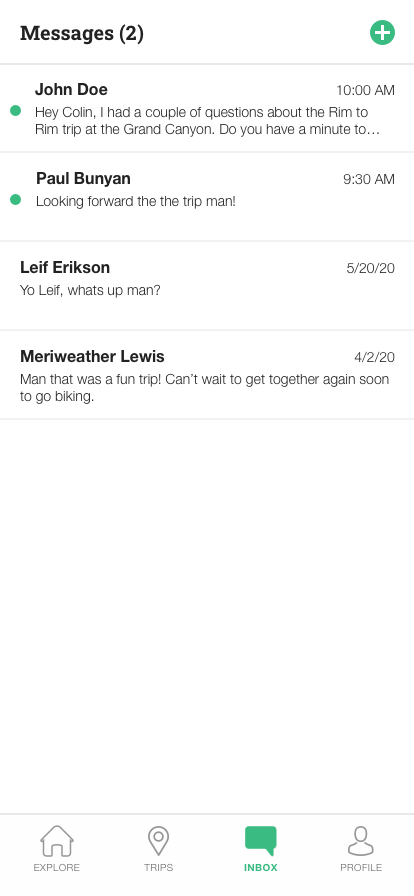 Messages (2)
John Doe 10:00 AM
Hey Colin, I had a couple of questions about the Rim to
Rim trip at the Grand Canyon. Do you have a minute to…
Paul Bunyan 9:30 AM
Looking forward the the trip man!
Leif Erikson 5/20/20
Yo Leif, whats up man?
Meriweather Lewis 4/2/20
Man that was a fun trip! Can’t wait to get together again soon
to go biking.
EXPLORE TRIPS INBOX PROFILE